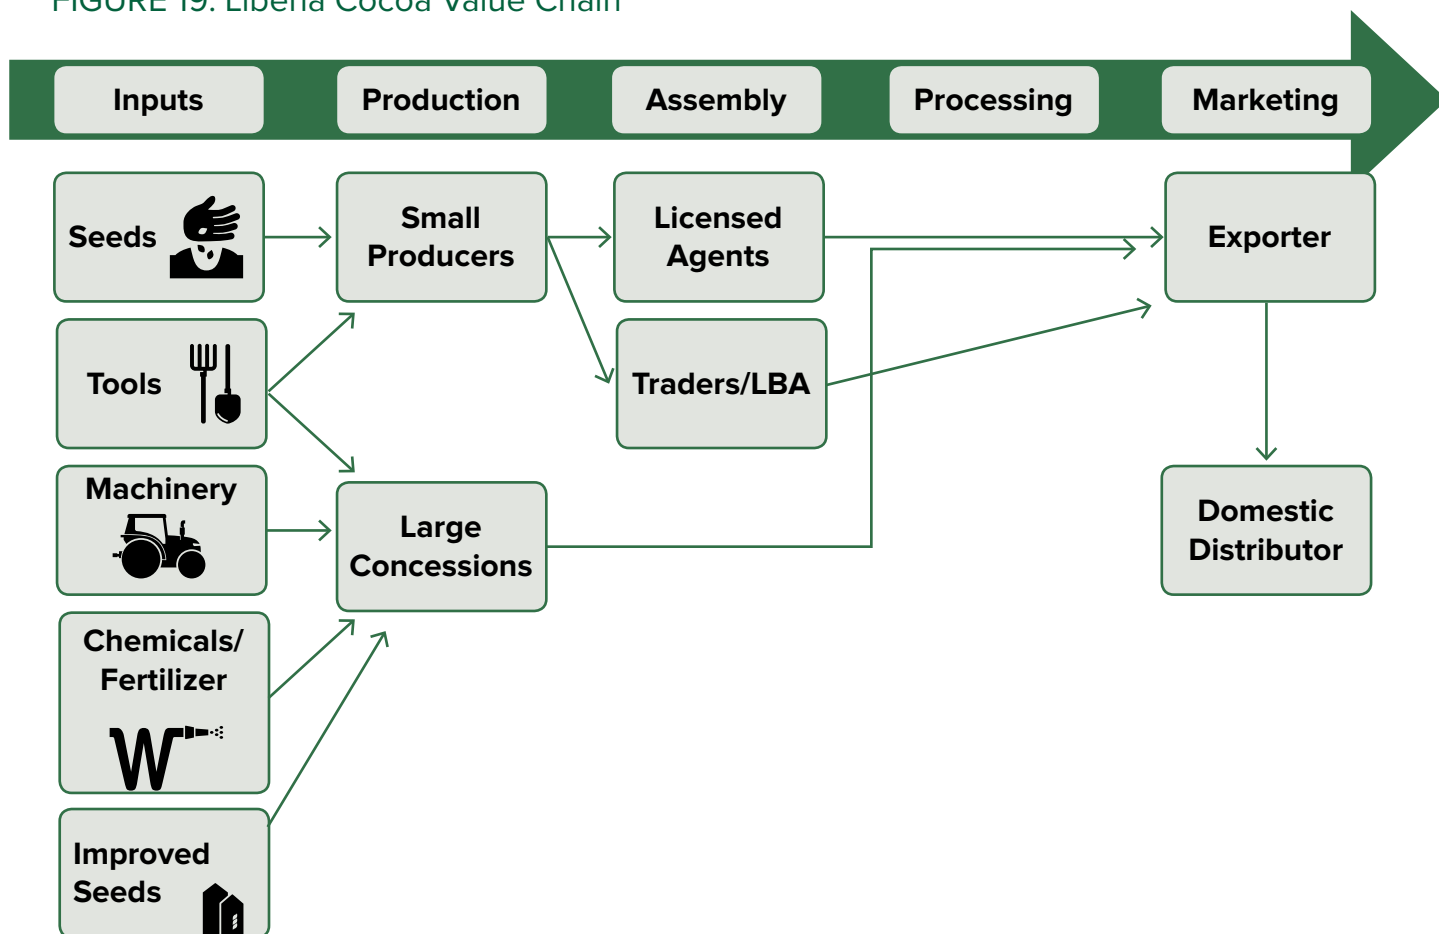 FIGURE 19. Liberia Cocoa Value Chain
Inputs
Production
Assembly
Processing
Marketing
Seeds
Small
Producers
Licensed
Agents
Exporter
Tools
Traders/LBA
Machinery
Large
Concessions
Domestic
Distributor
Chemicals/
Fertilizer
Improved
Seeds